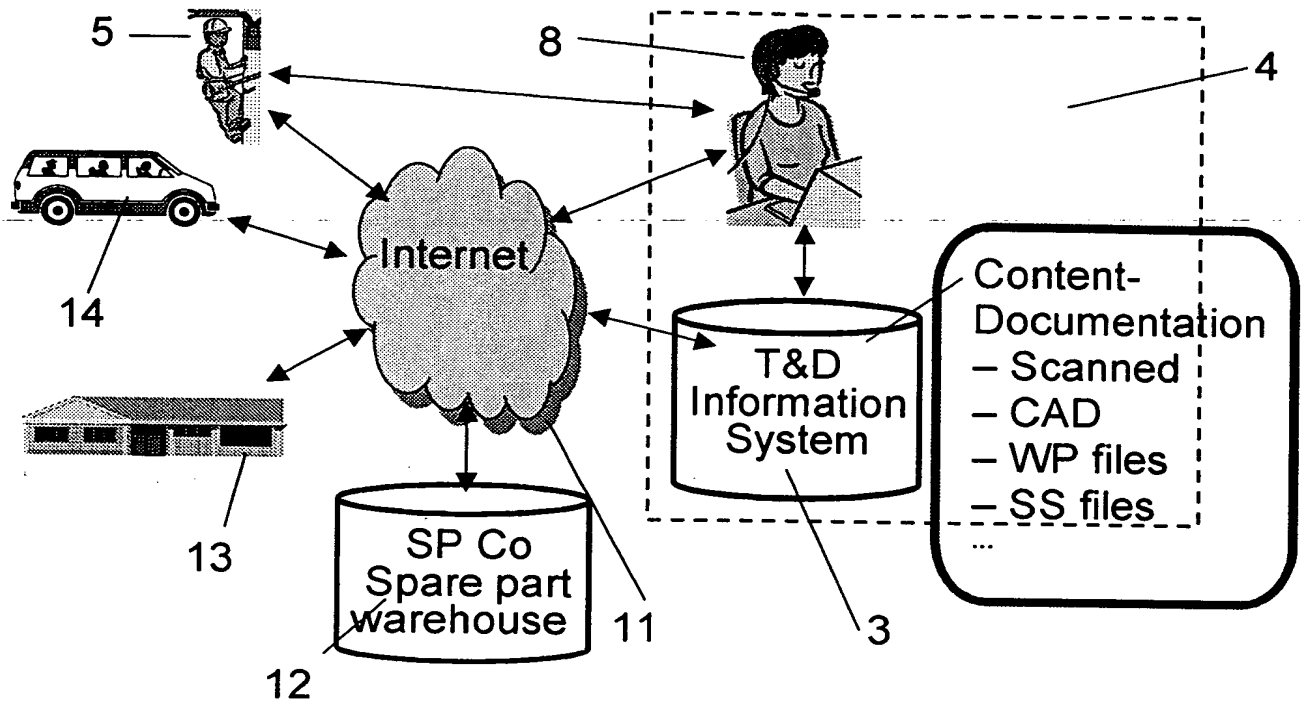 5
8
4
14
Internet
Content-
Documentation
– Scanned
– CAD
– WP files
– SS files
...
T&D
Information
System
13
SP Co
Spare part
warehouse
11
3
12